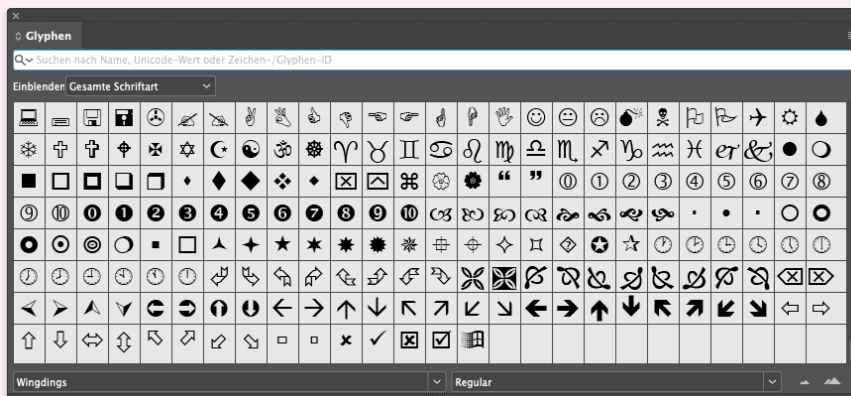 Glyphen
Suchen nach Name, Unicode-Wert oder Zeichen-/Glyphen-ID
Einblenden Gesamte Schriftart
Wingdings Regular